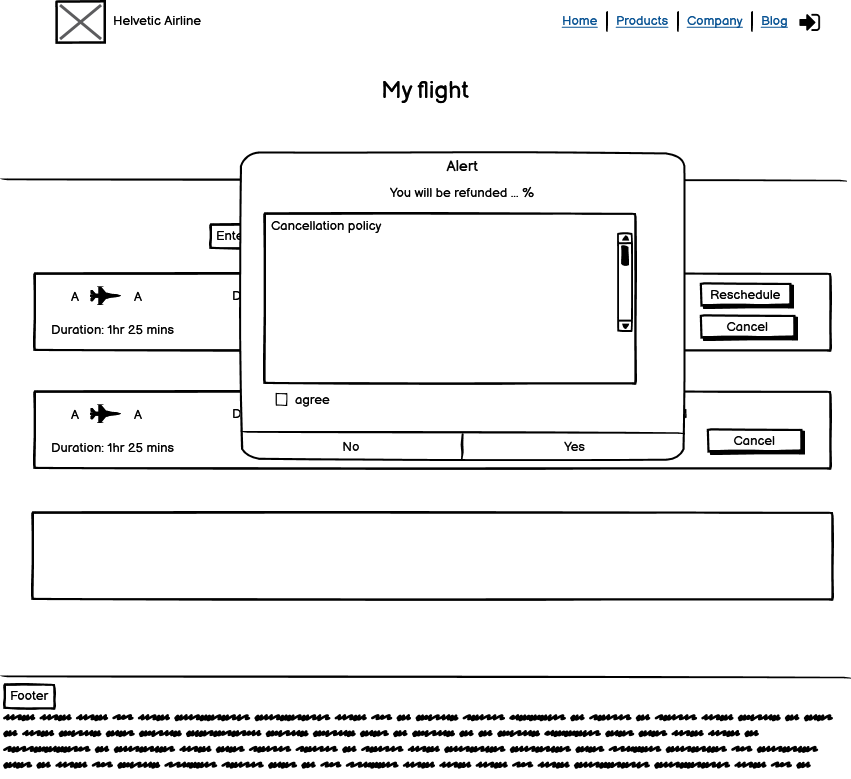 Helvetic Airline
Home Products Company Blog
My flight
Alert
You will be refunded ... %
Cancellation policy
Ente
A A D
Duration: 1hr 25 mins
Reschedule
Cancel
agree
A A D
Duration: 1hr 25 mins
Cancel
No Yes
Footer